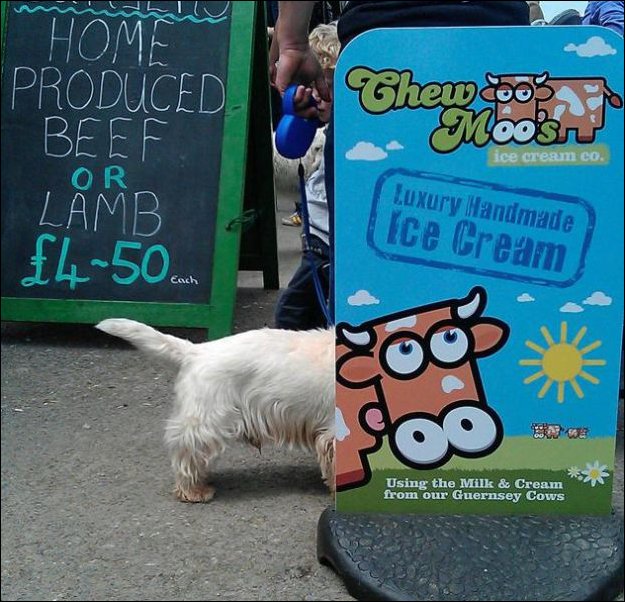 HOME
PRODUCED
BEEF
OR
LAMB
£4~50 Each
Chew
Moo's
ice cream co.
Luxury Handmade
Ice Cream
Using the Milk & Cream
from our Guernsey Cows